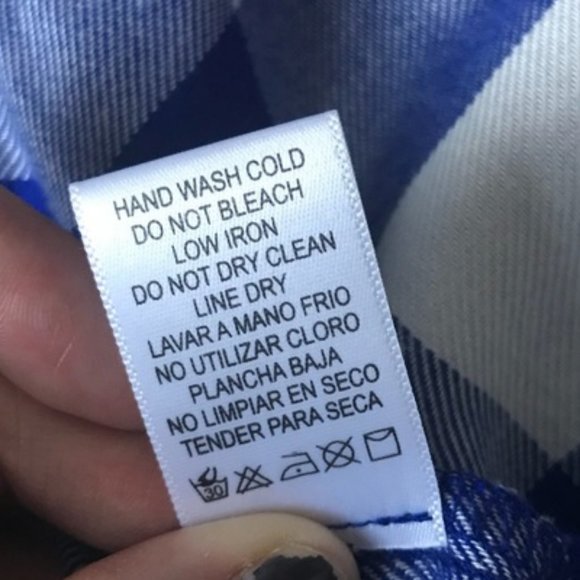 HAND WASH COLD
DO NOT BLEACH
LOW IRON
DO NOT DRY CLEAN
LINE DRY
LAVAR A MANO FRIO
NO UTILIZAR CLORO
PLANCHA BAJA
NO LIMPIAR EN SECO
TENDER PARA SECA
30